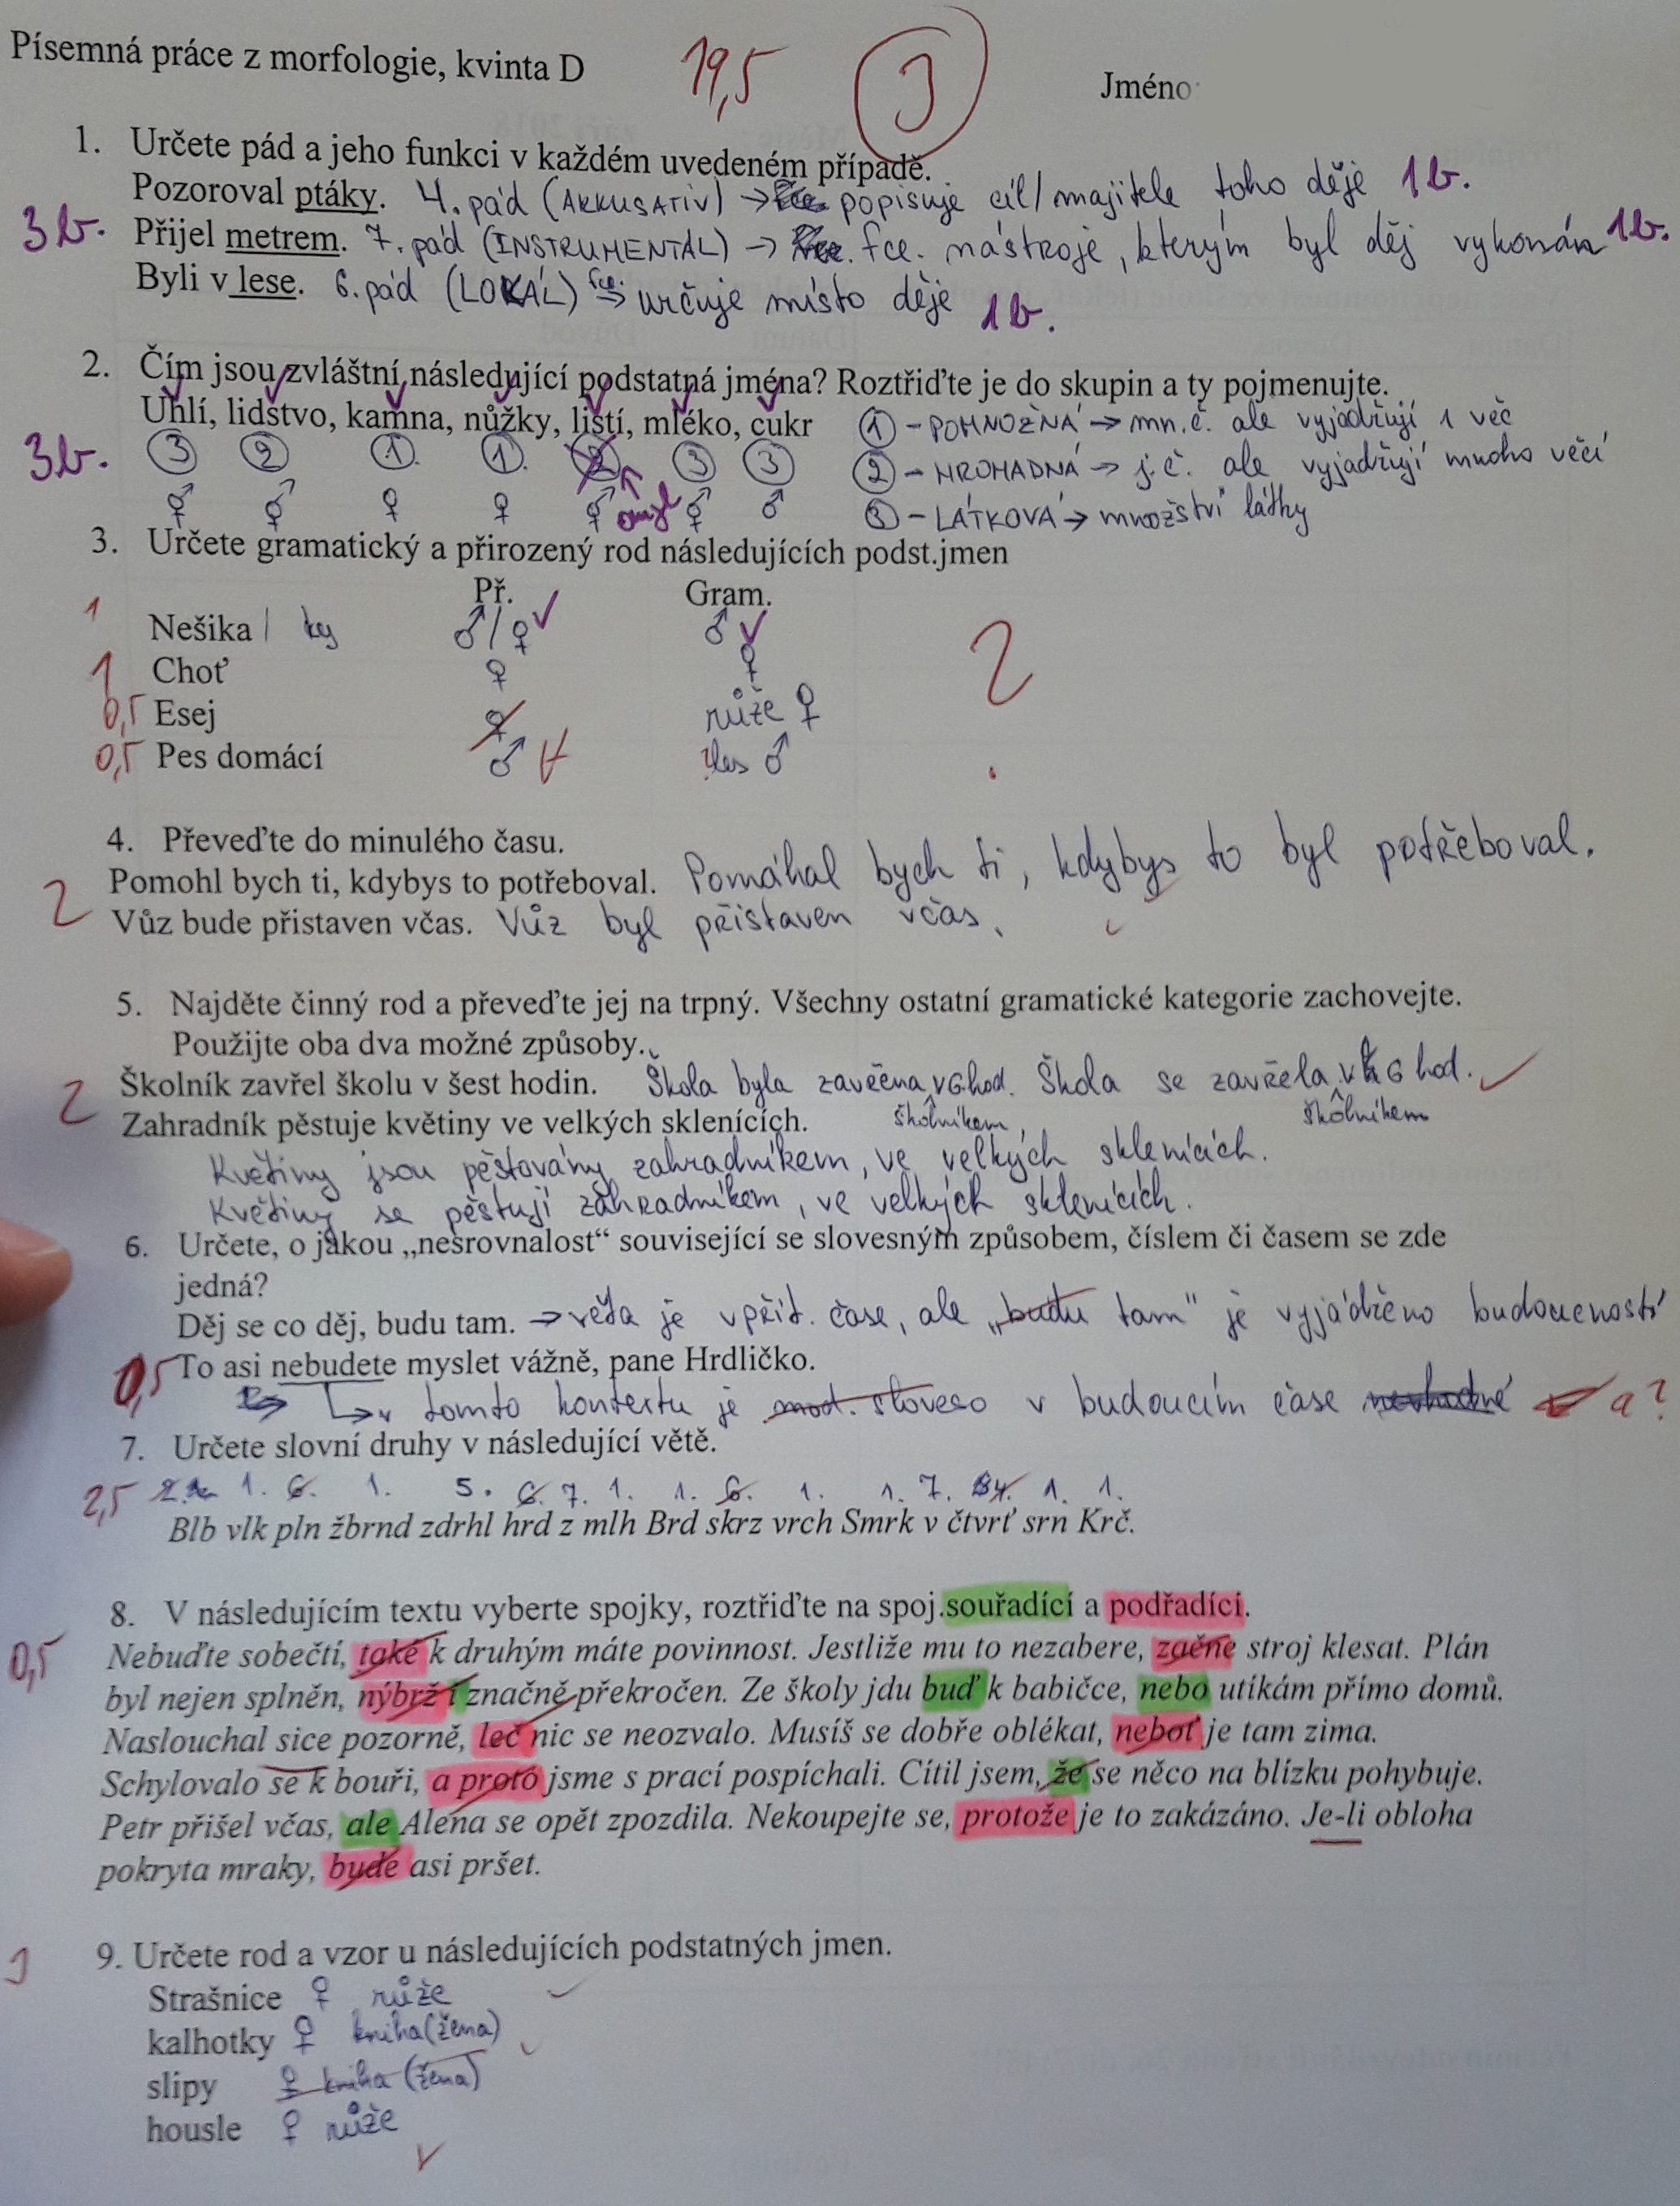 Písemná práce z morfologie, kvinta D 19,5 3 Jméno
1. Určete pád a jeho funkci v každém uvedeném případě.
Pozoroval ptáky. 4. pád (AKKUSATIV) → popisuje cíl/majitele toho děje 1b.
3b. Přijel metrem. 7. pád (INSTRUMENTÁL) → fce. nástroje, kterým byl děj vykonán 1b.
Byli v lese. 6. pád (LOKÁL) fce. → určuje místo děje 1b.
2. Čím jsou zvláštní následující podstatná jména? Roztřiďte je do skupin a ty pojmenujte.
Uhlí, lidstvo, kamna, nůžky, listí, mléko, cukr ① - POMNOŽNÁ → mn.č. ale vyjadřují 1 věč
3b. ③ ② ① ① ② ③ ③ ② - HROMADNÁ → j.č. ale vyjadřují mnoho věčí
⚥ ⚥ ♀ ♀ ⚥ omyl ⚥ ♂ ③ - LÁTKOVÁ → množství látky
3. Určete gramatický a přirozený rod následujících podst.jmen
Př. Gram.
1 Nešika / ky ♂/♀ ♂
1 Choť ♀ ♀ ?
0,5 Esej ♀ růže ♀
0,5 Pes domácí ♂ ♂
4. Převeďte do minulého času.
Pomohl bych ti, kdybys to potřeboval. Pomáhal bych ti, kdybys to byl potřeboval.
2 Vůz bude přistaven včas. Vůz byl přistaven včas.
5. Najděte činný rod a převeďte jej na trpný. Všechny ostatní gramatické kategorie zachovejte.
Použijte oba dva možné způsoby.
2 Školník zavřel školu v šest hodin. Škola byla zavřena v 6 hod. Škola se zavřela v 6 hod.
Zahradník pěstuje květiny ve velkých sklenících. školníkem školníkem
Květiny jsou pěstovány zahradníkem, ve velkých sklenících.
Květiny se pěstují zahradníkem, ve velkých sklenících.
6. Určete, o jakou „nesrovnalost“ související se slovesným způsobem, číslem či časem se zde
jedná?
Děj se co děj, budu tam. → věta je v přít. čase, ale „budu tam“ je vyjádřeno budoucností
0,5 To asi nebudete myslet vážně, pane Hrdličko.
↳ v tomto kontextu je mod. sloveso v budoucím čase a?
7. Určete slovní druhy v následující větě.
2,5 1. 6. 1. 5. 6. 7. 1. 1. 6. 1. 1. 7. 4. 1. 1.
Blb vlk pln žbrnd zdrhl hrd z mlh Brd skrz vrch Smrk v čtvrť srn Krč.
8. V následujícím textu vyberte spojky, roztřiďte na spoj.souřadící a podřadící.
0,5 Nebuďte sobečtí, také k druhým máte povinnost. Jestliže mu to nezabere, začne stroj klesat. Plán
byl nejen splněn, nýbrž i značně překročen. Ze školy jdu buď k babičce, nebo utíkám přímo domů.
Naslouchal sice pozorně, leč nic se neozvalo. Musíš se dobře oblékat, neboť je tam zima.
Schylovalo se k bouři, a proto jsme s prací pospíchali. Cítil jsem, že se něco na blízku pohybuje.
Petr přišel včas, ale Alena se opět zpozdila. Nekoupejte se, protože je to zakázáno. Je-li obloha
pokryta mraky, bude asi pršet.
3 9. Určete rod a vzor u následujících podstatných jmen.
Strašnice ♀ růže
kalhotky ♀ kniha (žena)
slipy ♀ kniha (žena)
housle ♀ růže